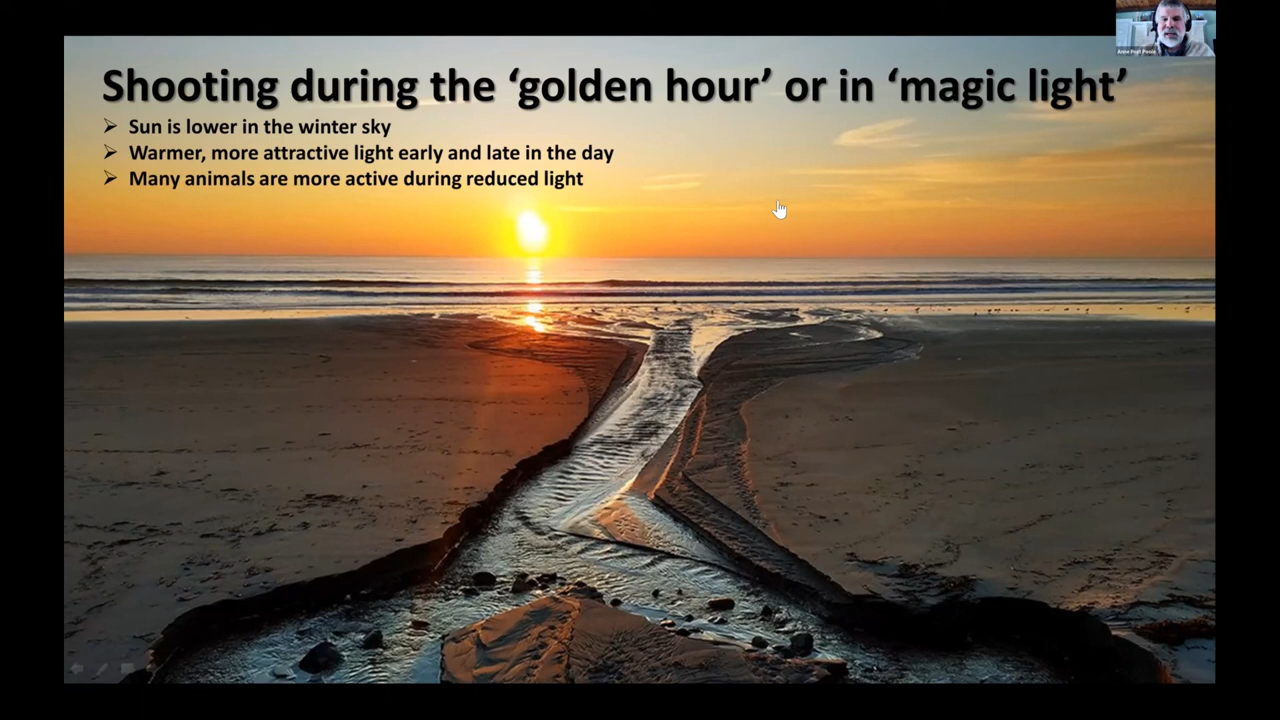 Shooting during the ‘golden hour’ or in ‘magic light’
Sun is lower in the winter sky
Warmer, more attractive light early and late in the day
Many animals are more active during reduced light